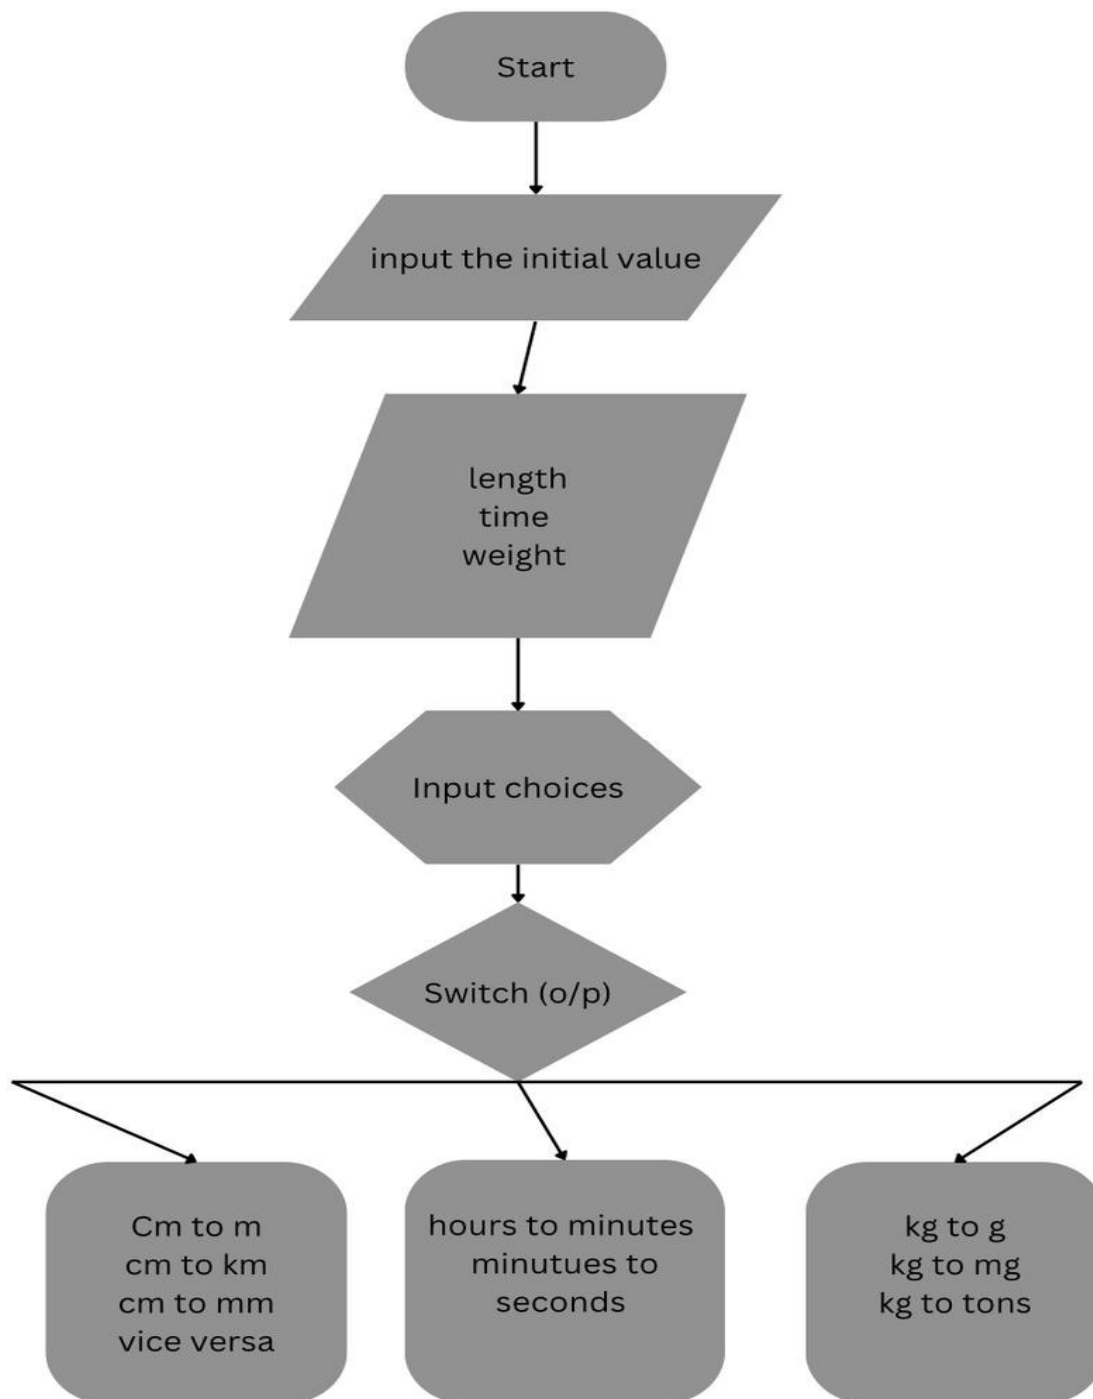 Start
input the initial value
length
time
weight
Input choices
Switch (o/p)
Cm to m
cm to km
cm to mm
vice versa
hours to minutes
minutues to
seconds
kg to g
kg to mg
kg to tons